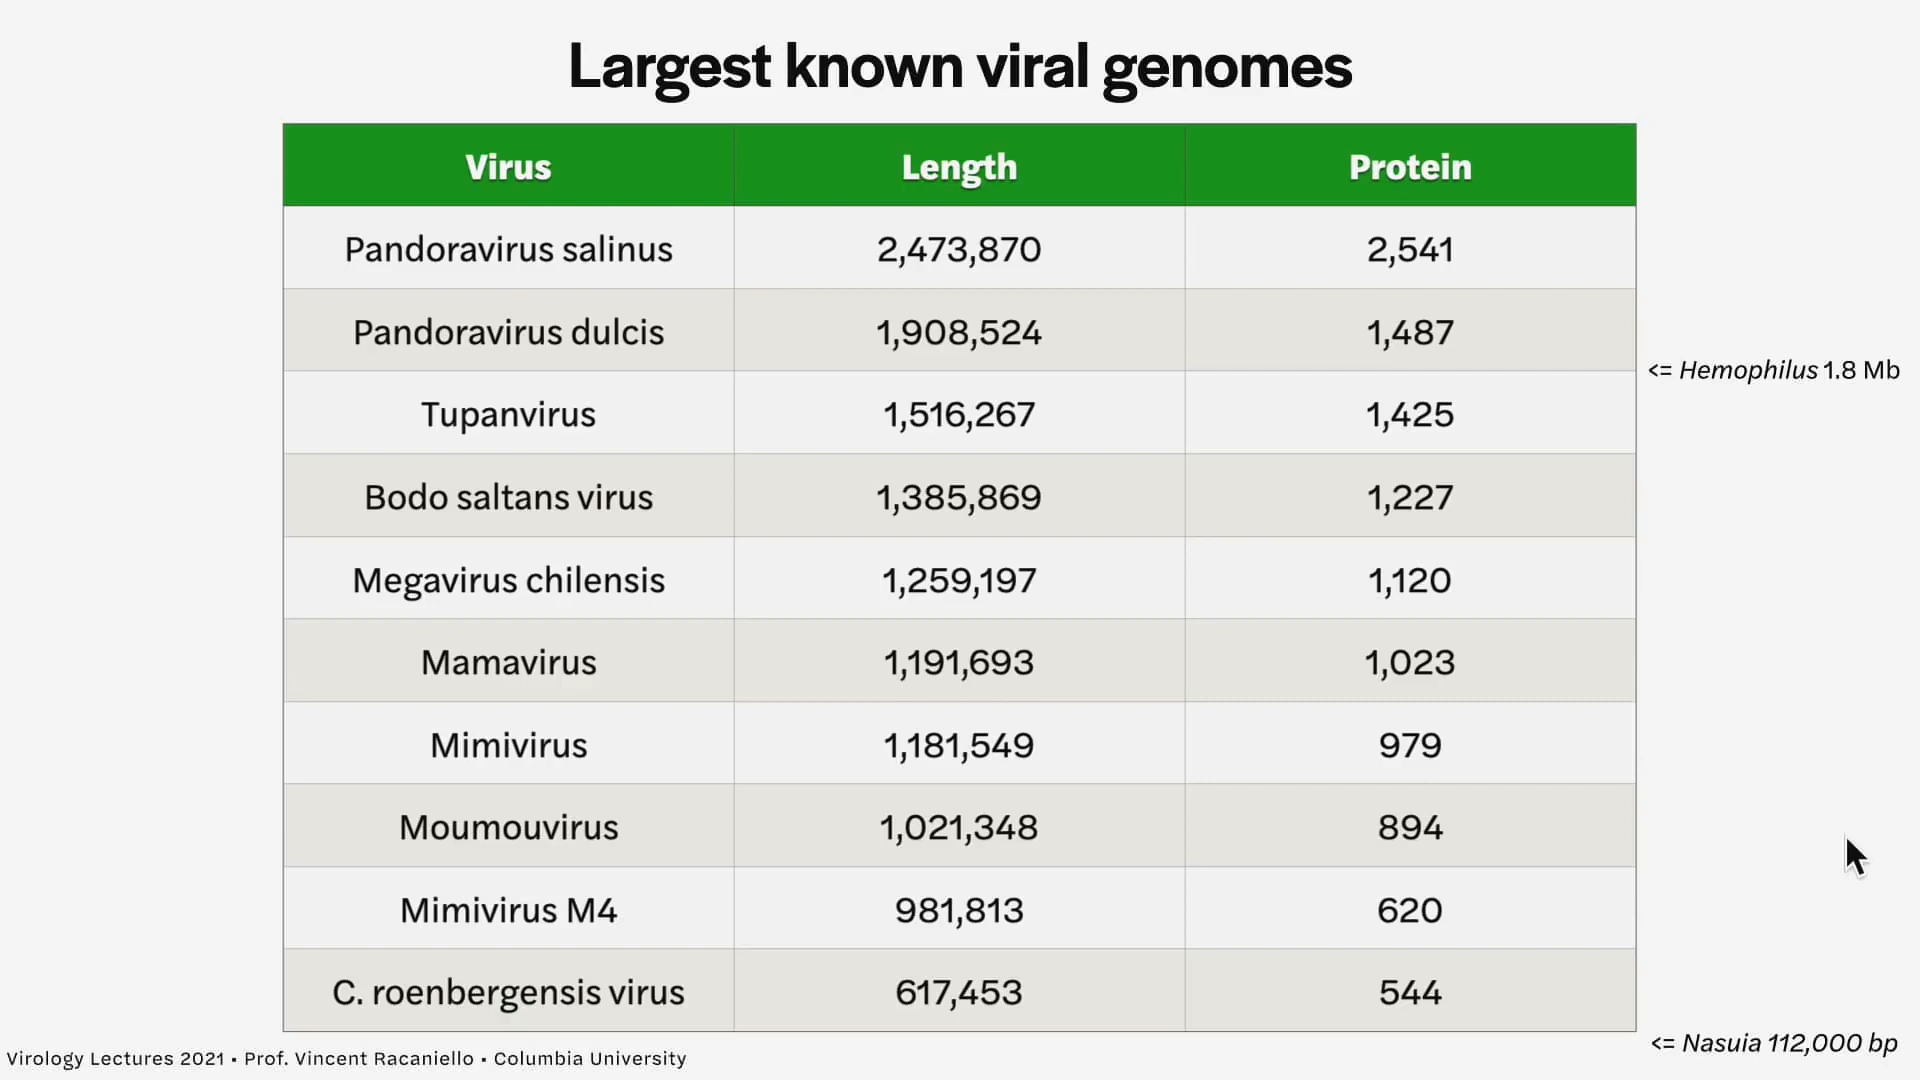 Largest known viral genomes
Virus Length Protein
Pandoravirus salinus 2,473,870 2,541
Pandoravirus dulcis 1,908,524 1,487
<= Hemophilus 1.8 Mb
Tupanvirus 1,516,267 1,425
Bodo saltans virus 1,385,869 1,227
Megavirus chilensis 1,259,197 1,120
Mamavirus 1,191,693 1,023
Mimivirus 1,181,549 979
Moumouvirus 1,021,348 894
Mimivirus M4 981,813 620
C. roenbergensis virus 617,453 544
<= Nasuia 112,000 bp
Virology Lectures 2021 • Prof. Vincent Racaniello • Columbia University